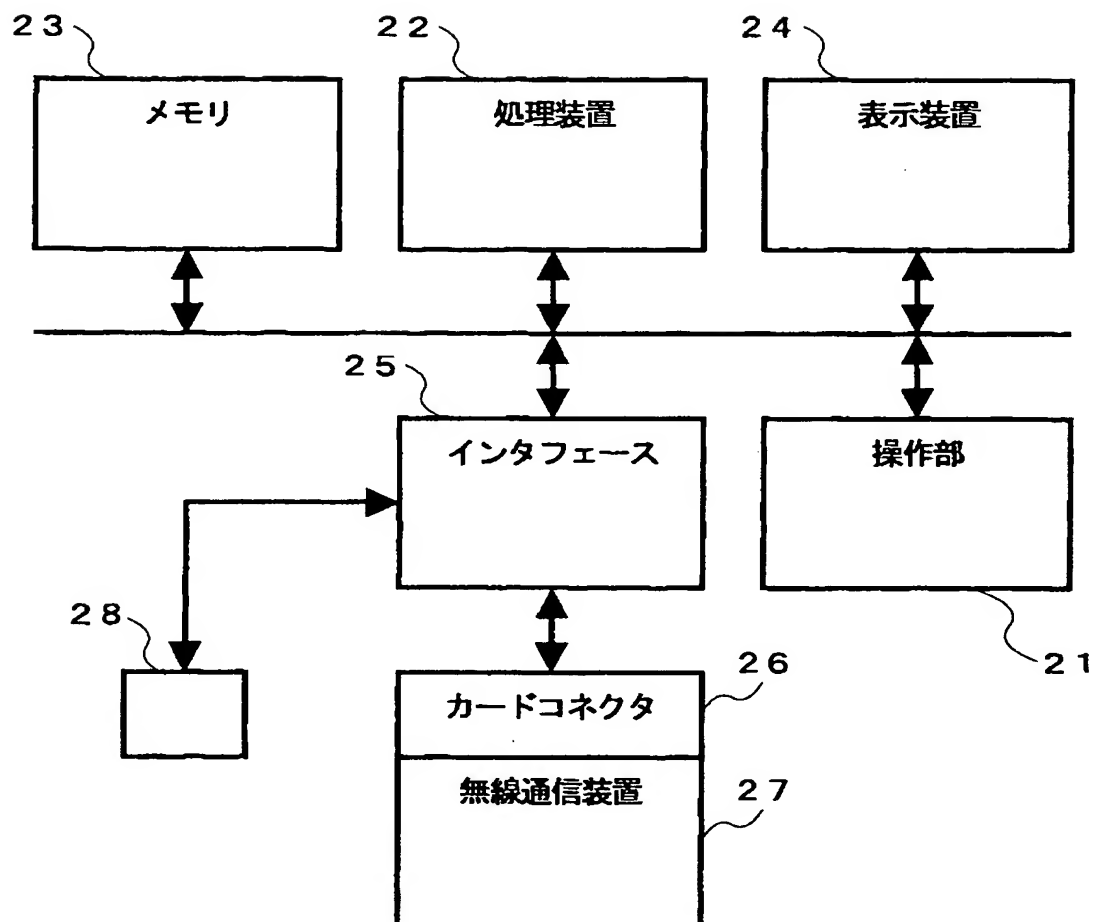 23
メモリ
22
処理装置
24
表示装置
25
インタフェース
操作部
21
28
26
カードコネクタ
27
無線通信装置